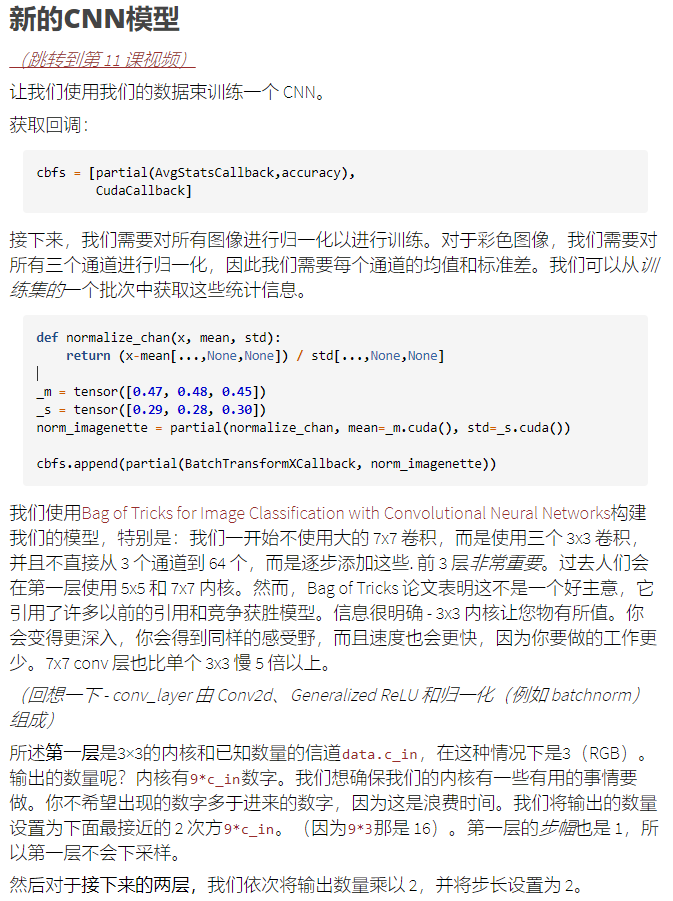 新的CNN模型
（跳转到第 11 课视频）
让我们使用我们的数据束训练一个 CNN。
获取回调：
cbfs = [partial(AvgStatsCallback,accuracy),
        CudaCallback]
接下来，我们需要对所有图像进行归一化以进行训练。对于彩色图像，我们需要对
所有三个通道进行归一化，因此我们需要每个通道的均值和标准差。我们可以从训
练集的一个批次中获取这些统计信息。
def normalize_chan(x, mean, std):
    return (x-mean[...,None,None]) / std[...,None,None]
_m = tensor([0.47, 0.48, 0.45])
_s = tensor([0.29, 0.28, 0.30])
norm_imagenette = partial(normalize_chan, mean=_m.cuda(), std=_s.cuda())
cbfs.append(partial(BatchTransformXCallback, norm_imagenette))
我们使用Bag of Tricks for Image Classification with Convolutional Neural Networks构建
我们的模型，特别是：我们一开始不使用大的 7x7 卷积，而是使用三个 3x3 卷积，
并且不直接从 3 个通道到 64 个，而是逐步添加这些. 前 3 层非常重要。过去人们会
在第一层使用 5x5 和 7x7 内核。然而，Bag of Tricks 论文表明这不是一个好主意，它
引用了许多以前的引用和竞争获胜模型。信息很明确 - 3x3 内核让您物有所值。你
会变得更深入，你会得到同样的感受野，而且速度也会更快，因为你要做的工作更
少。7x7 conv 层也比单个 3x3 慢 5 倍以上。
（回想一下 - conv_layer 由 Conv2d、Generalized ReLU 和归一化（例如 batchnorm）
组成）
所述第一层是3×3的内核和已知数量的信道data.c_in，在这种情况下是3（RGB）。
输出的数量呢？内核有9*c_in数字。我们想确保我们的内核有一些有用的事情要
做。你不希望出现的数字多于进来的数字，因为这是浪费时间。我们将输出的数量
设置为下面最接近的 2 次方9*c_in。（因为9*3那是 16）。第一层的步幅也是 1，所
以第一层不会下采样。
然后对于接下来的两层，我们依次将输出数量乘以 2，并将步长设置为 2。